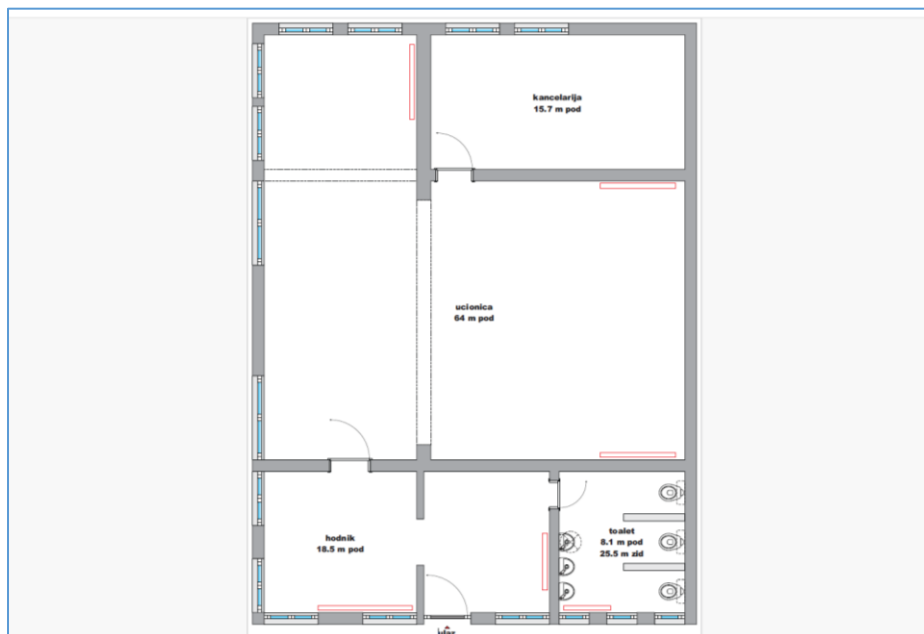 kancelarija
15.7 m pod
ucionica
64 m pod
hodnik
18.5 m pod
toalet
8.1 m pod
25.5 m zid